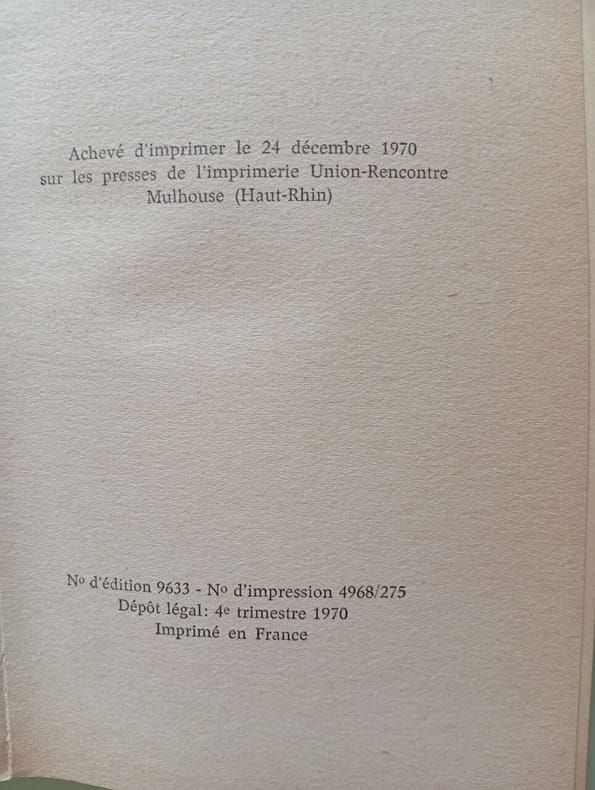 Achevé d'imprimer le 24 décembre 1970
sur les presses de l'imprimerie Union-Rencontre
Mulhouse (Haut-Rhin)
Nº d'édition 9633 - Nº d'impression 4968/275
Dépôt légal: 4e trimestre 1970
Imprimé en France